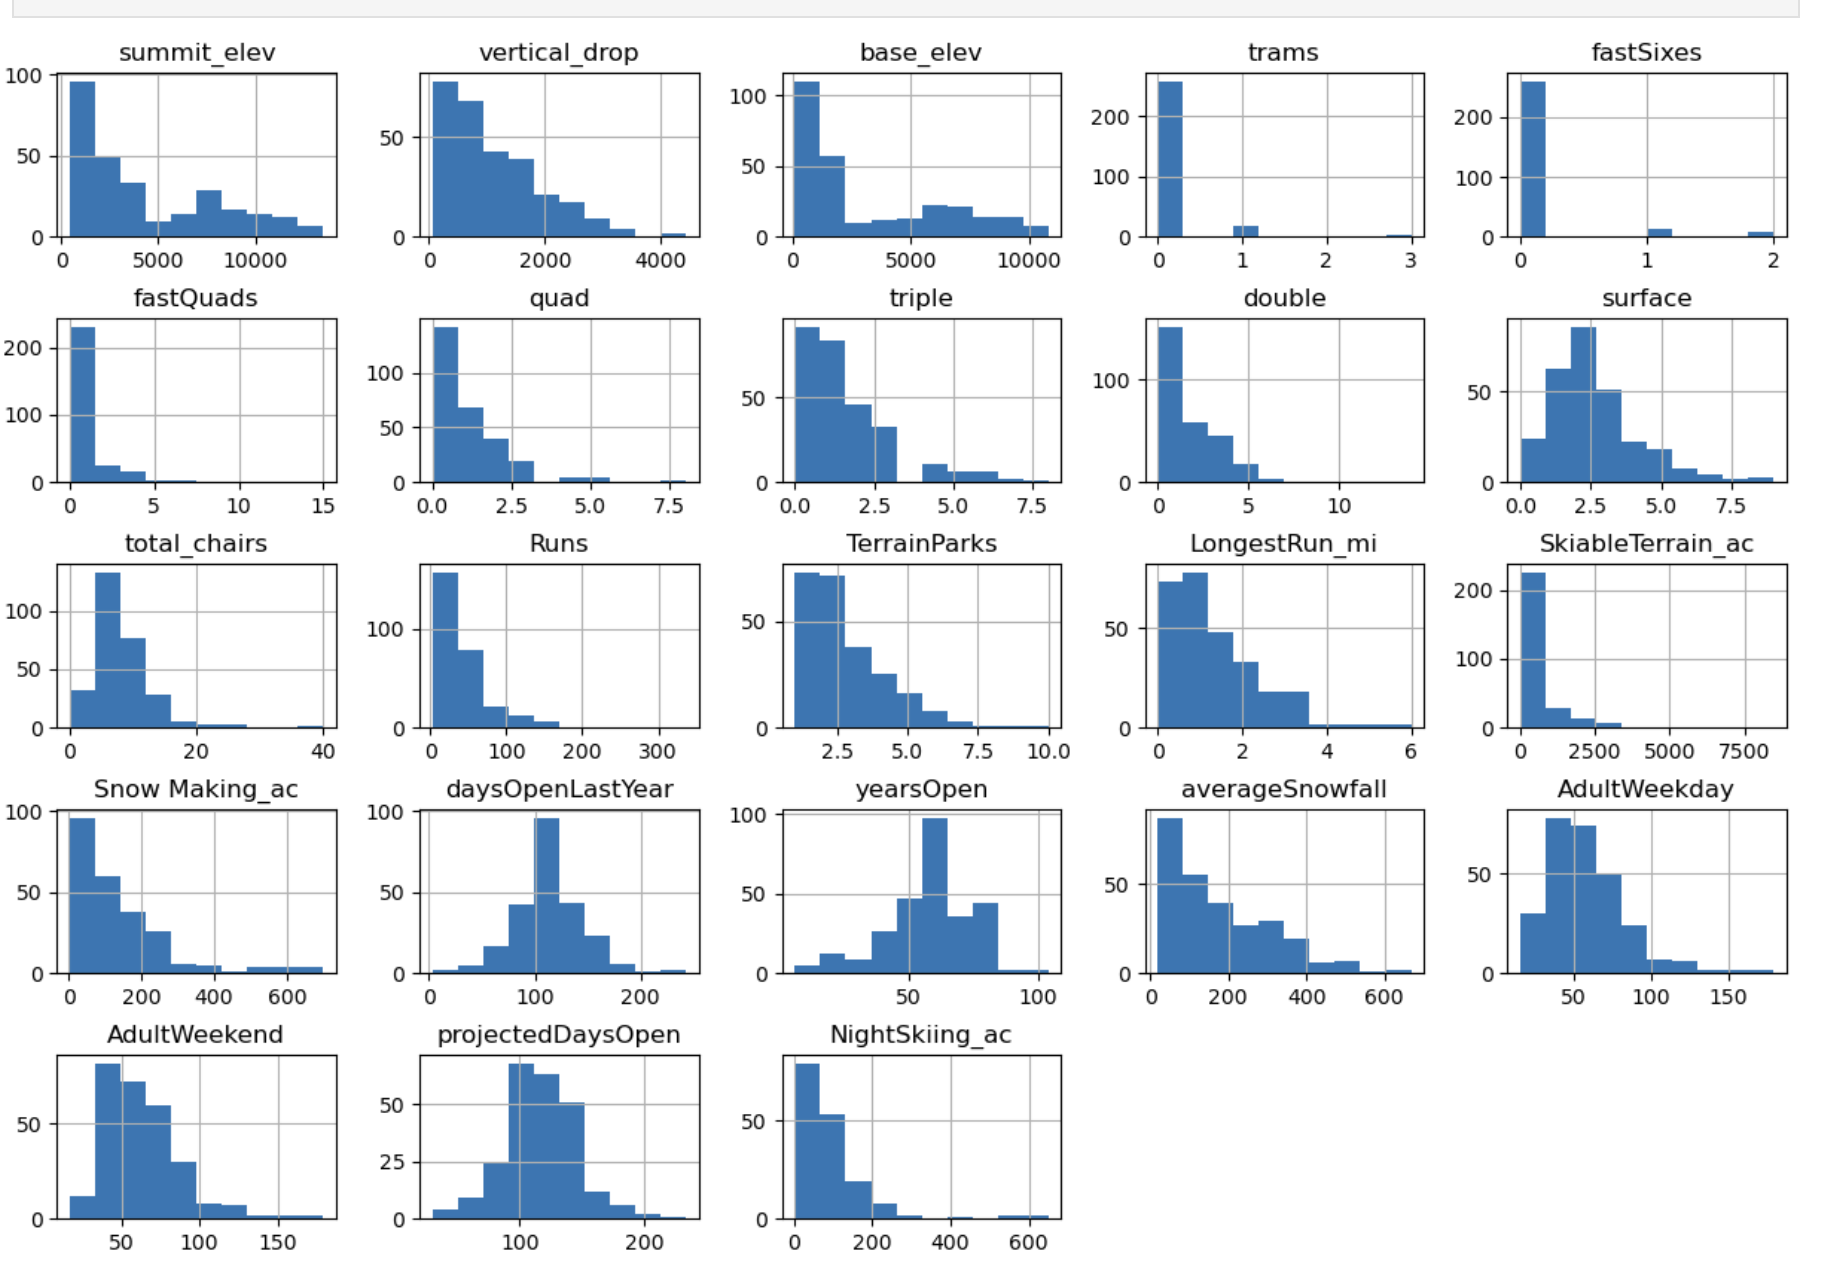 summit_elev vertical_drop base_elev trams fastSixes
100 50 0 50 0 100 50 0 200 100 0 200 100 0
0 5000 10000 0 2000 4000 0 5000 10000 0 1 2 3 0 1 2
fastQuads quad triple double surface
200 100 0 100 50 0 50 0 100 0 50 0
0 5 10 15 0.0 2.5 5.0 7.5 0.0 2.5 5.0 7.5 0 5 10 0.0 2.5 5.0 7.5
total_chairs Runs TerrainParks LongestRun_mi SkiableTerrain_ac
100 50 0 100 0 50 0 50 0 200 100 0
0 20 40 0 100 200 300 2.5 5.0 7.5 10.0 0 2 4 6 0 2500 5000 7500
Snow Making_ac daysOpenLastYear yearsOpen averageSnowfall AdultWeekday
100 50 0 100 50 0 100 50 0 50 0 50 0
0 200 400 600 0 100 200 50 100 0 200 400 600 50 100 150
AdultWeekend projectedDaysOpen NightSkiing_ac
50 0 50 25 0 50 0
50 100 150 100 200 0 200 400 600